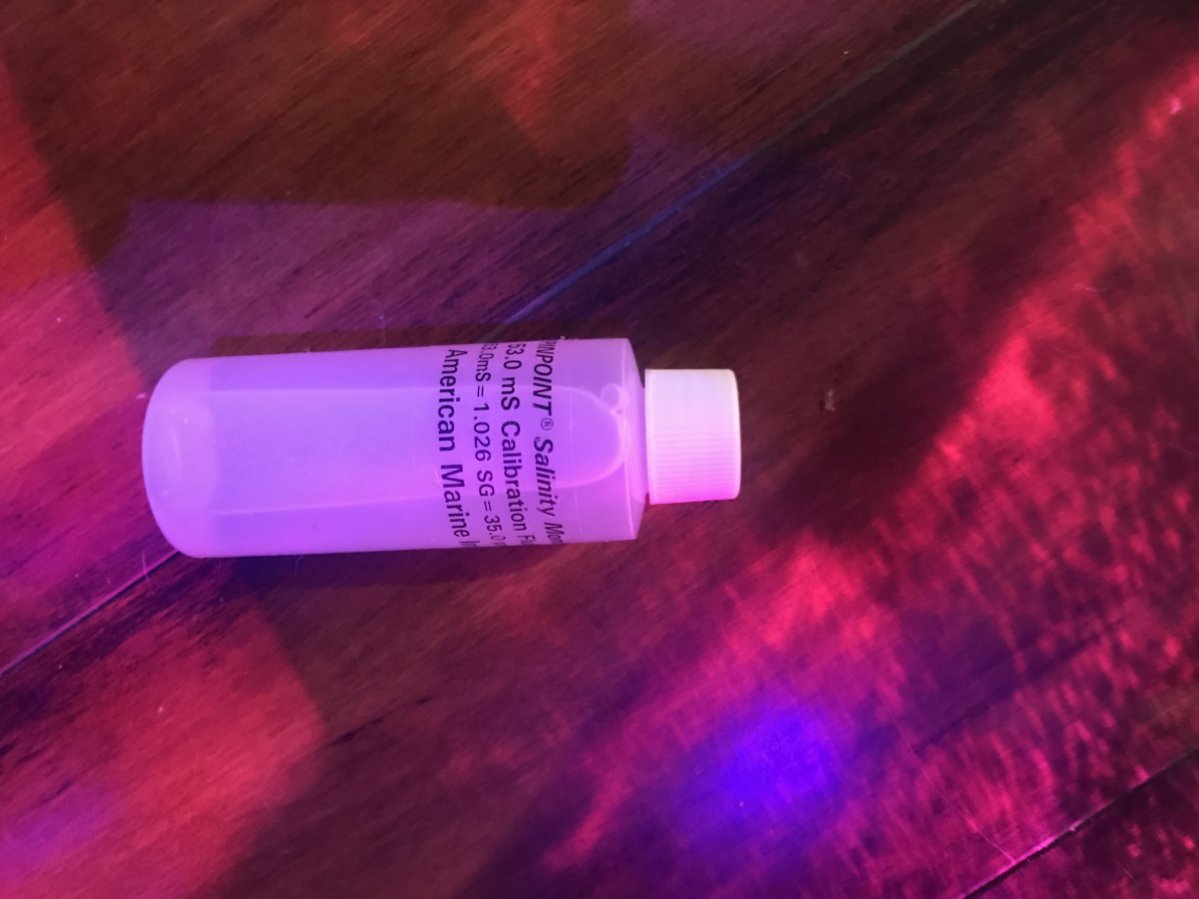 PINPOINT® Salinity
53.0 mS Calibration
53.0mS = 1.026 SG = 35.0
American Marine